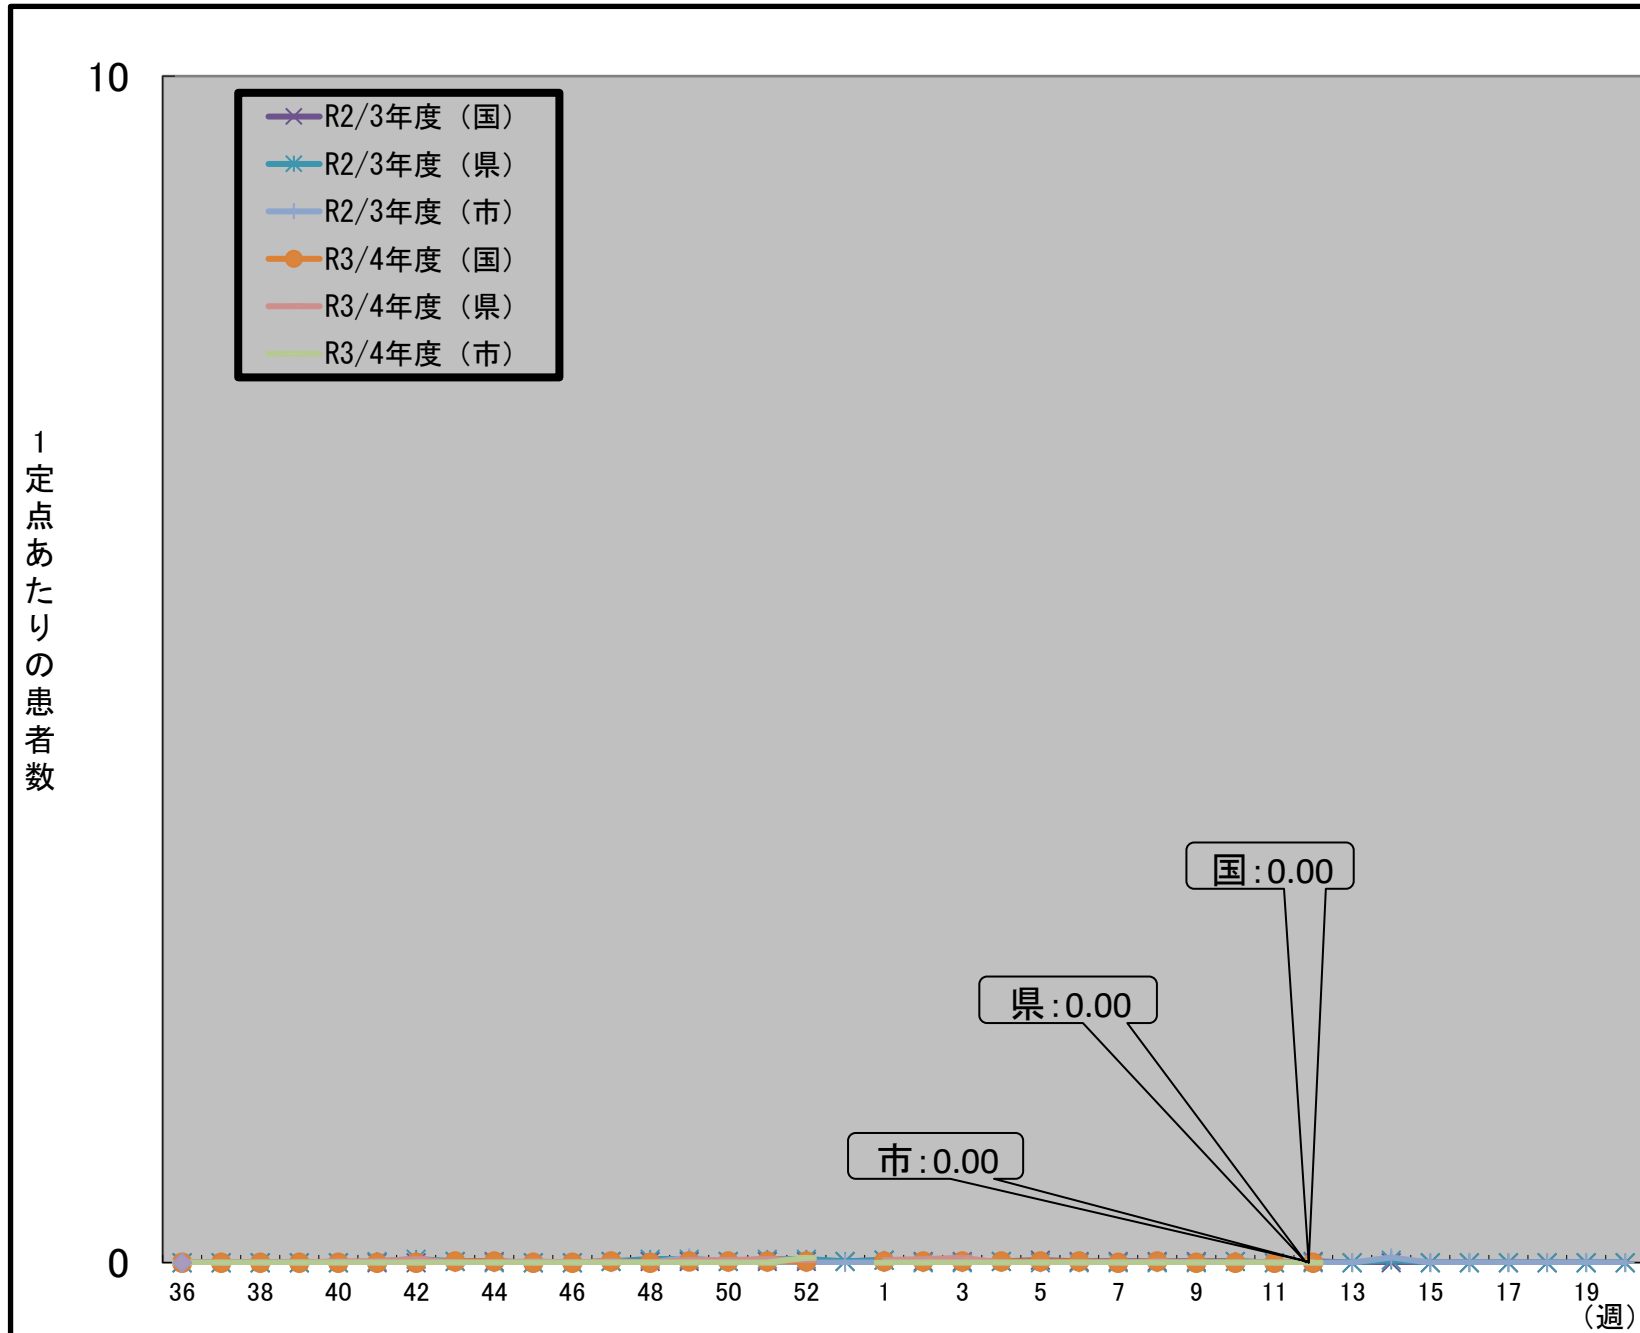 10
R2/3年度（国）
R2/3年度（県）
R2/3年度（市）
R3/4年度（国）
R3/4年度（県）
R3/4年度（市）
1定点あたりの患者数
国:0.00
県:0.00
市:0.00
0
36 38 40 42 44 46 48 50 52 1 3 5 7 9 11 13 15 17 19
（週）